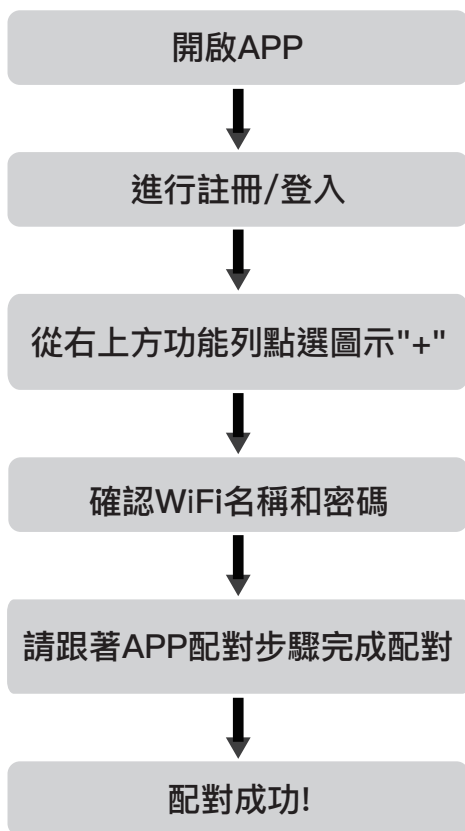 開啟APP
進行註冊/登入
從右上方功能列點選圖示"+"
確認WiFi名稱和密碼
請跟著APP配對步驟完成配對
配對成功!